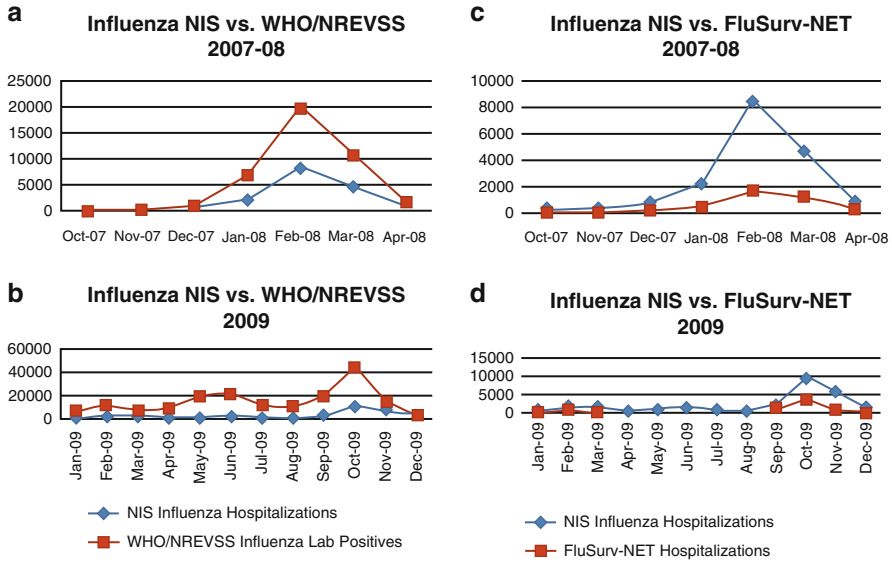 a
Influenza NIS vs. WHO/NREVSS
2007-08
25000
20000
15000
10000
5000
0
Oct-07 Nov-07 Dec-07 Jan-08 Feb-08 Mar-08 Apr-08
b
Influenza NIS vs. WHO/NREVSS
2009
60000
40000
20000
0
Jan-09 Feb-09 Mar-09 Apr-09 May-09 Jun-09 Jul-09 Aug-09 Sep-09 Oct-09 Nov-09 Dec-09
NIS Influenza Hospitalizations
WHO/NREVSS Influenza Lab Positives
c
Influenza NIS vs. FluSurv-NET
2007-08
10000
8000
6000
4000
2000
0
Oct-07 Nov-07 Dec-07 Jan-08 Feb-08 Mar-08 Apr-08
d
Influenza NIS vs. FluSurv-NET
2009
15000
10000
5000
0
Jan-09 Feb-09 Mar-09 Apr-09 May-09 Jun-09 Jul-09 Aug-09 Sep-09 Oct-09 Nov-09 Dec-09
NIS Influenza Hospitalizations
FluSurv-NET Hospitalizations